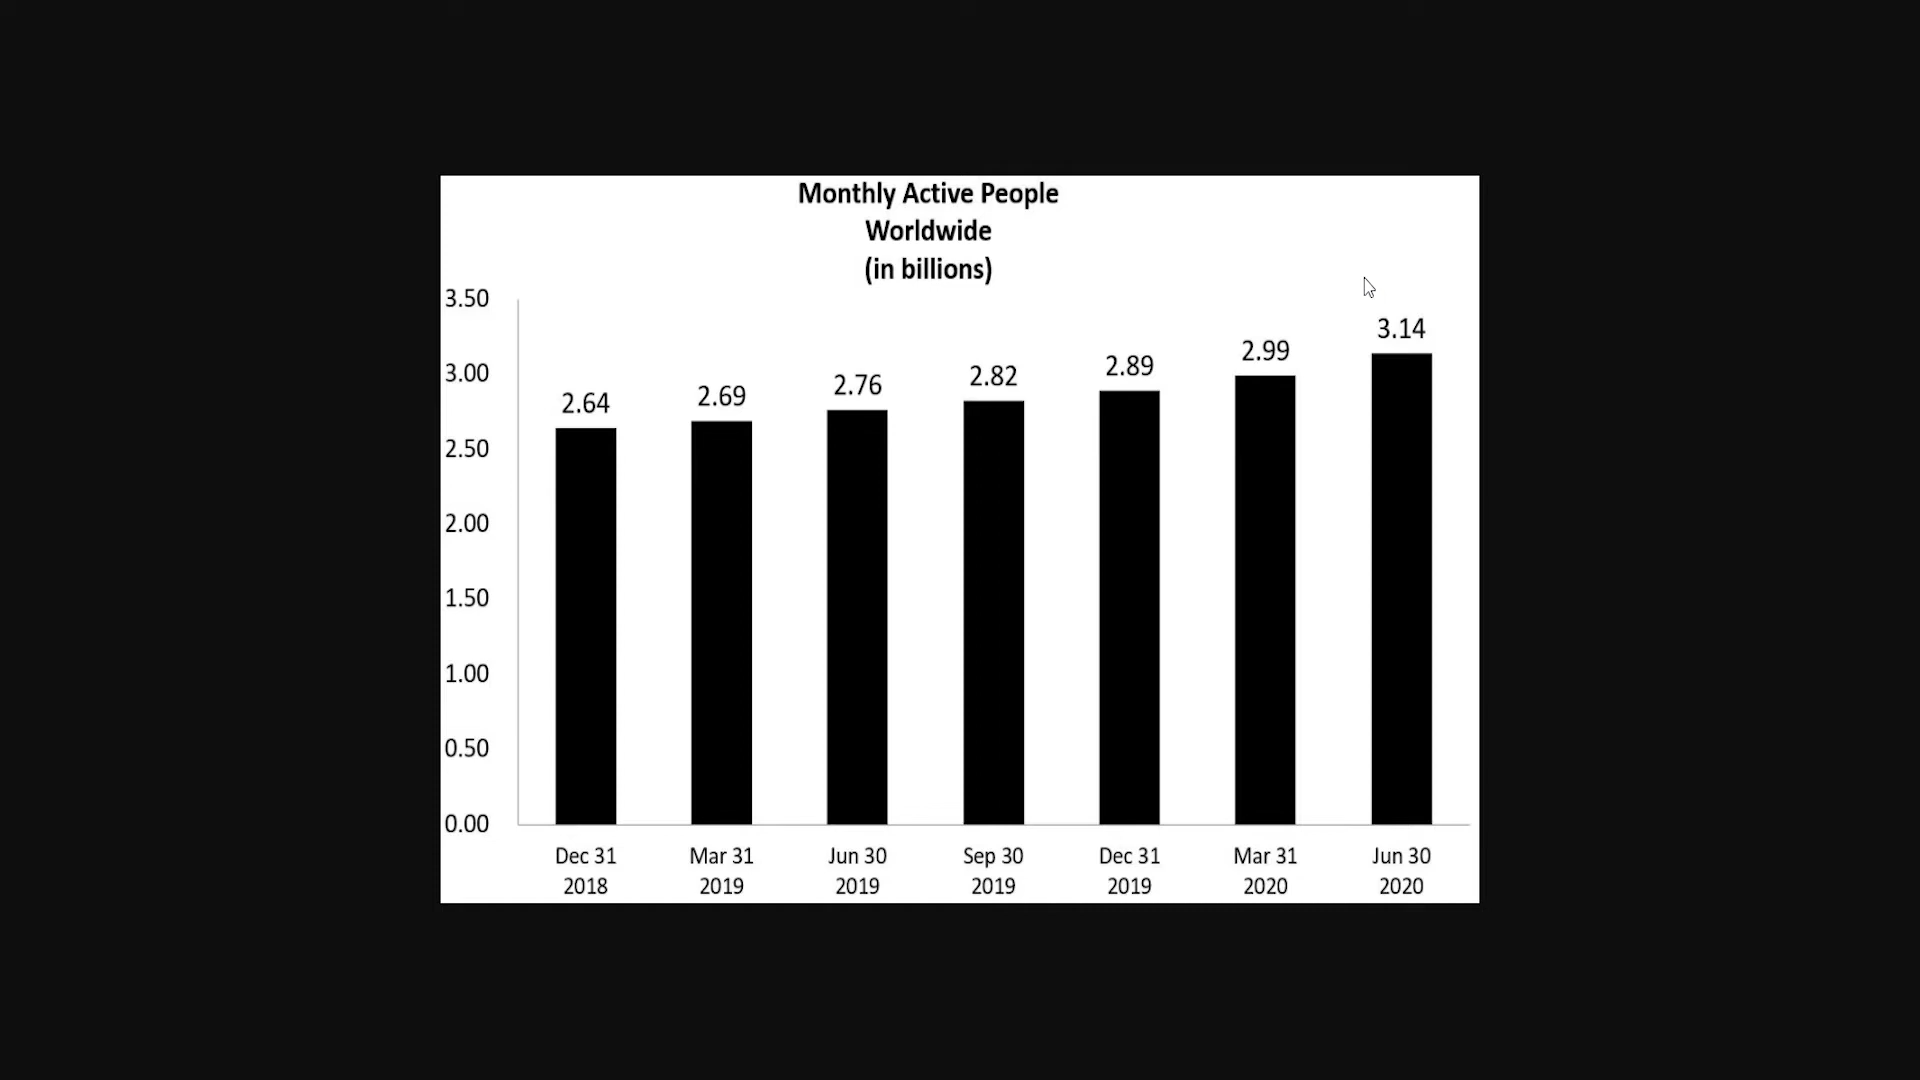 Monthly Active People
Worldwide
(in billions)
3.50
3.00
2.50
2.00
1.50
1.00
0.50
0.00
2.64
2.69
2.76
2.82
2.89
2.99
3.14
Dec 31
2018
Mar 31
2019
Jun 30
2019
Sep 30
2019
Dec 31
2019
Mar 31
2020
Jun 30
2020